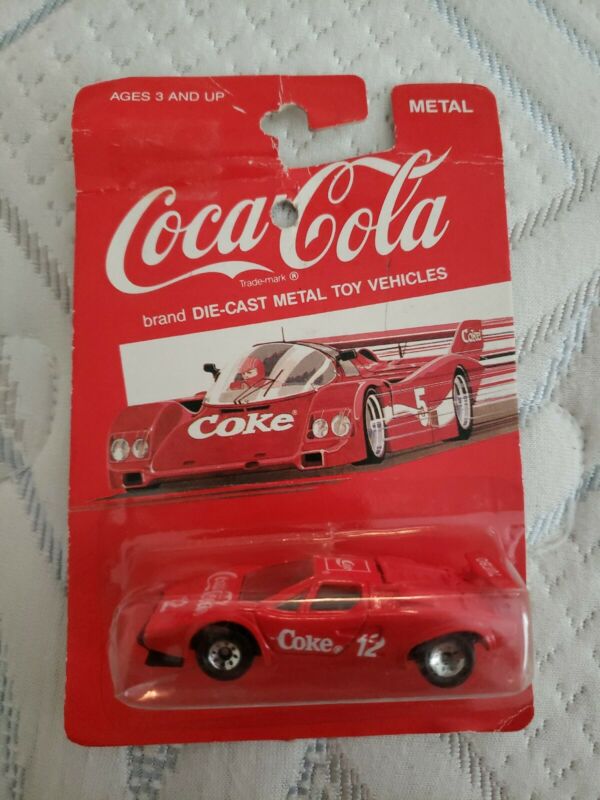 AGES 3 AND UP
METAL
Coca-Cola
Trade-mark ®
brand DIE-CAST METAL TOY VEHICLES
Coke
Coke®
5
Coke® 12
12